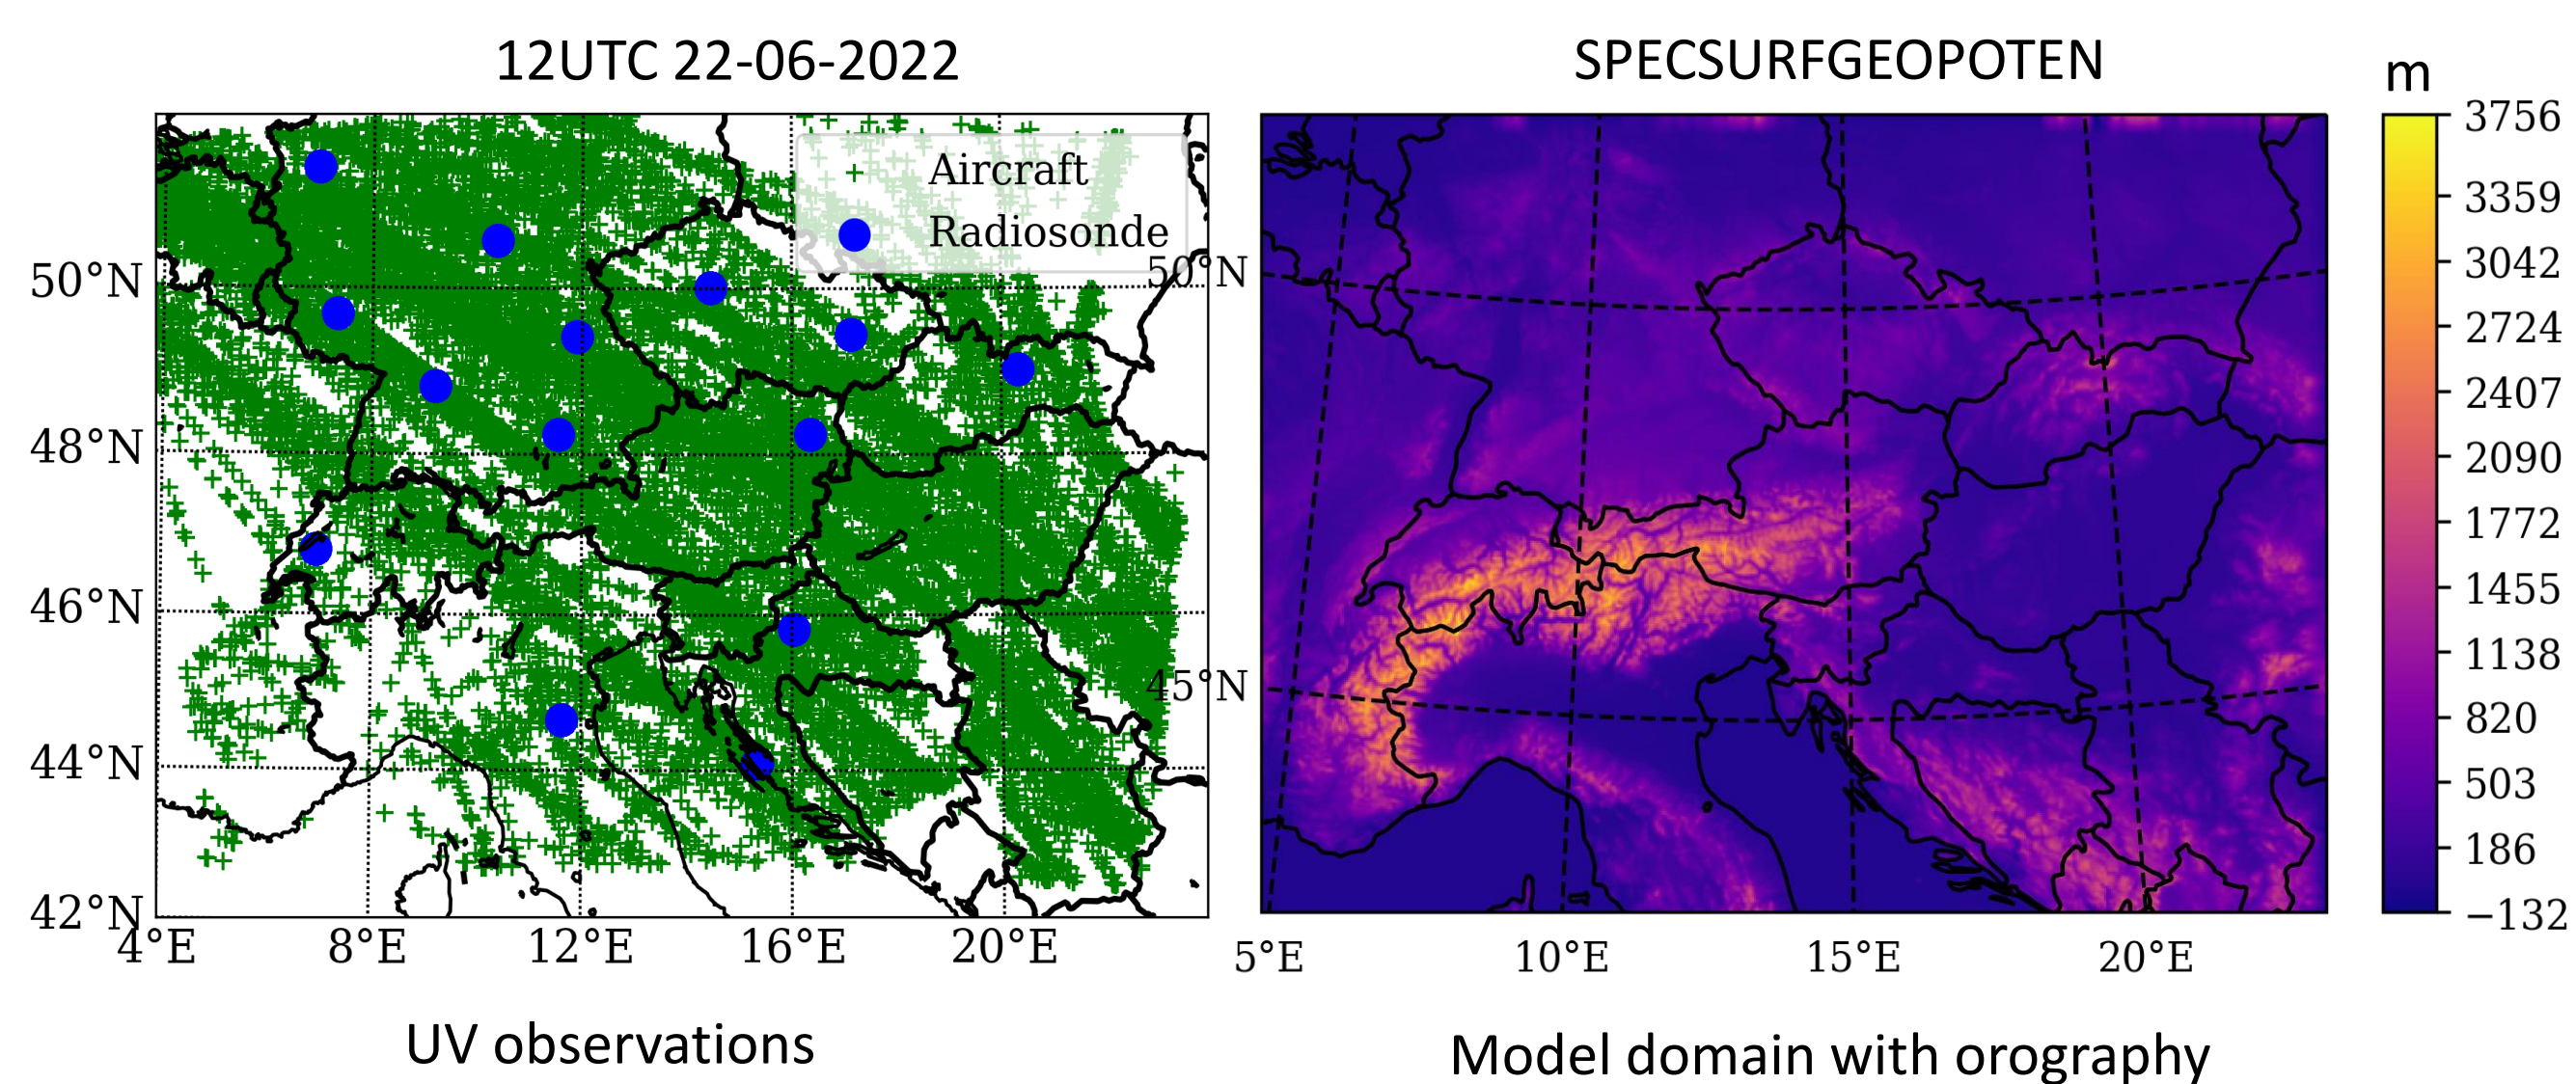 12UTC 22-06-2022
Aircraft
Radiosonde
50°N
48°N
46°N
44°N
42°N
4°E 8°E 12°E 16°E 20°E
UV observations
SPECSURFGEOPOTEN
50°N
45°N
5°E 10°E 15°E 20°E
Model domain with orography
m
3756
3359
3042
2724
2407
2090
1772
1455
1138
820
503
186
−132